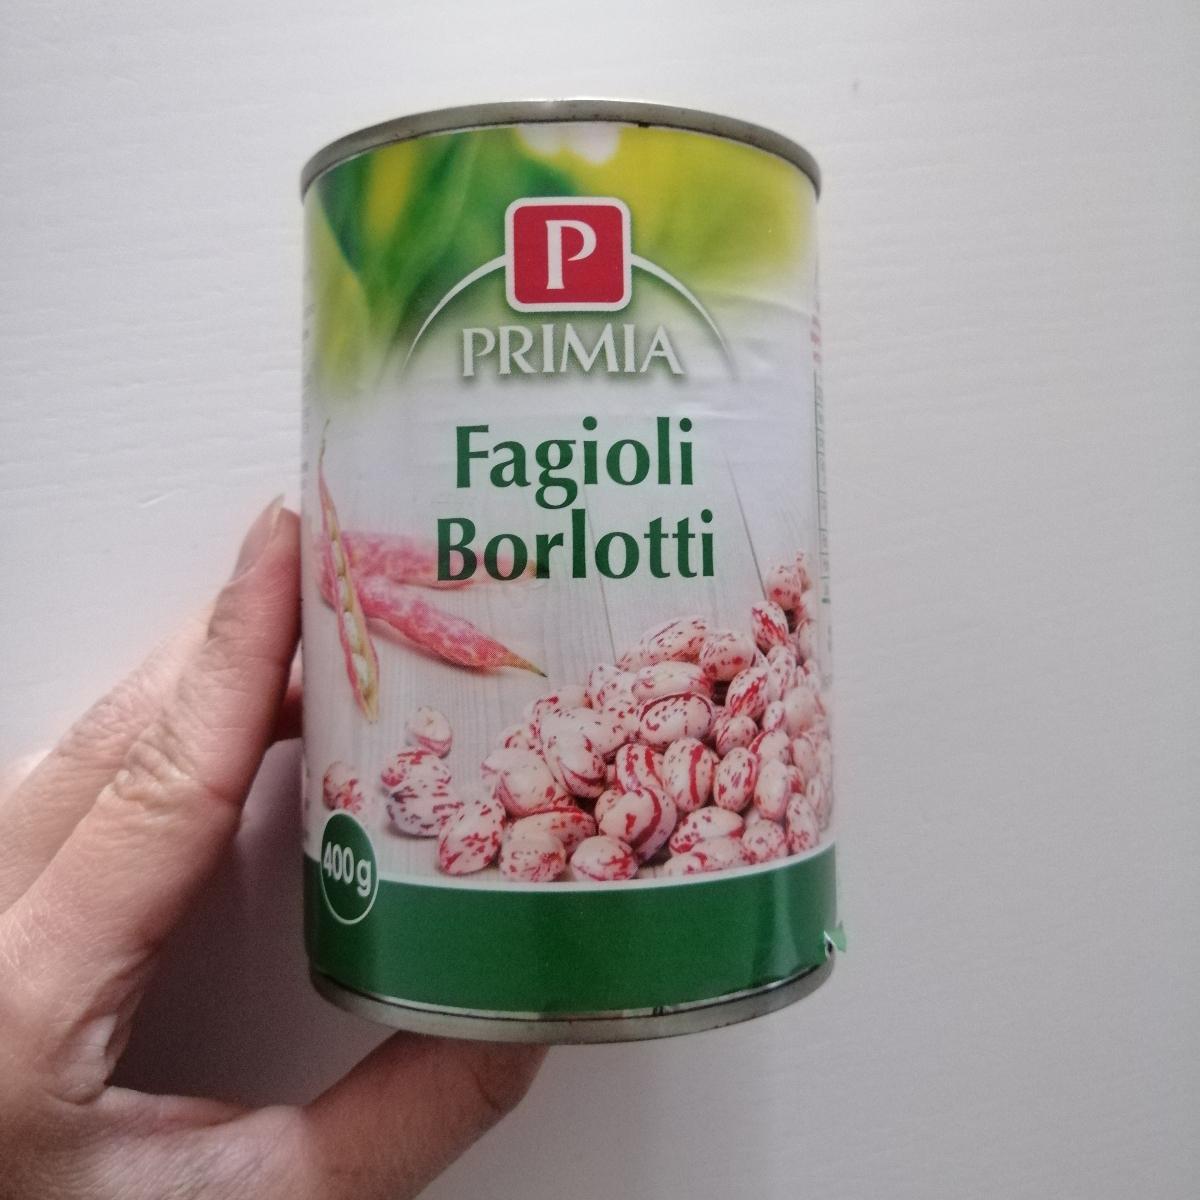 P
PRIMIA
Fagioli
Borlotti
400g